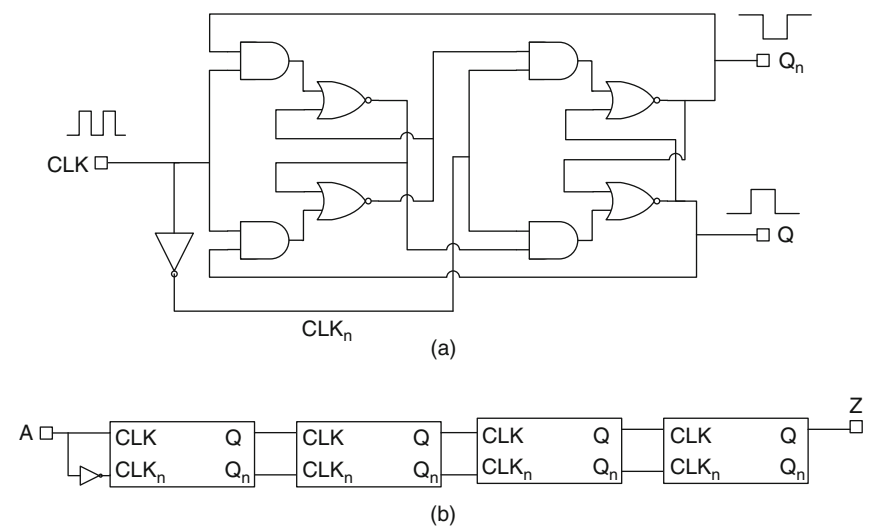 Qn
CLK
Q
CLKn
(a)
A
CLK Q
CLKn Qn
CLK Q
CLKn Qn
CLK Q
CLKn Qn
CLK Q
CLKn Qn
Z
(b)